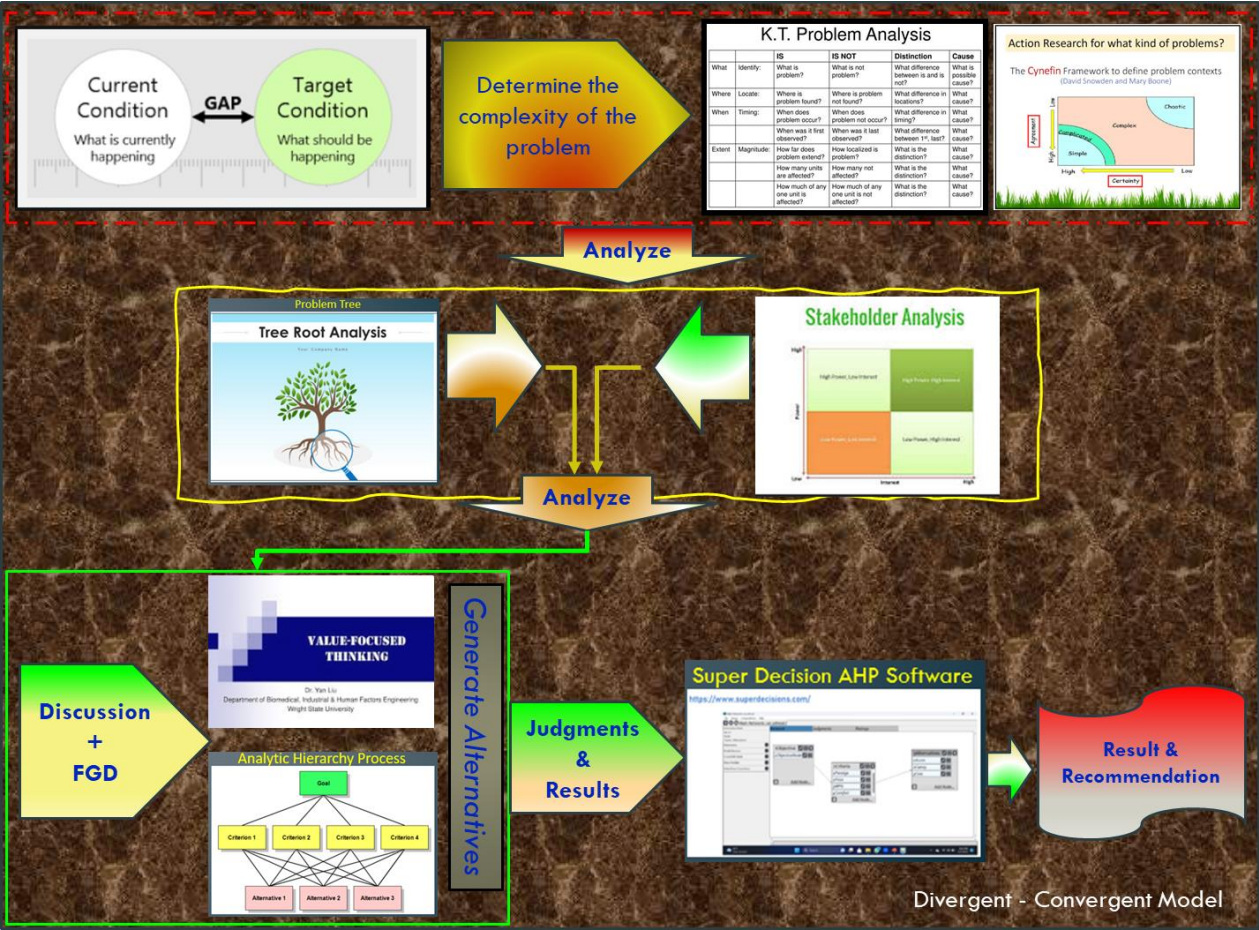 Current
Condition
What is currently
happening
GAP
Target
Condition
What should be
happening
Determine the
complexity of the
problem
K.T. Problem Analysis
IS IS NOT Distinction Cause
What Identify: What is problem? What is not problem? What difference between is and is not? What is possible cause?
Where Locate: Where is problem found? Where is problem not found? What difference in locations? What cause?
When Timing: When does problem occur? When does problem not occur? What difference in timing? What cause?
When was it first observed? When was it last observed? What difference between 1st, last? What cause?
Extent Magnitude: How far does problem extend? How localized is problem? What is the distinction? What cause?
How many units are affected? How many not affected? What is the distinction? What cause?
How much of any one unit is affected? How much of any one unit is not affected? What is the distinction? What cause?
Action Research for what kind of problems?
The Cynefin Framework to define problem contexts
(David Snowden and Mary Boone)
Low
Agreement
High
Chaotic
Complex
Complicated
Simple
High
Low
Certainty
Analyze
Problem Tree
Tree Root Analysis
Your Company Name
Stakeholder Analysis
High
Power
Low
High Power, Low Interest
High Power, High Interest
Low Power, Low Interest
Low Power, High Interest
Interest
High
Analyze
Discussion
+
FGD
VALUE-FOCUSED
THINKING
Dr. Yan Liu
Department of Biomedical, Industrial & Human Factors Engineering
Wright State University
Analytic Hierarchy Process
Goal
Criterion 1 Criterion 2 Criterion 3 Criterion 4
Alternative 1 Alternative 2 Alternative 3
Generate Alternatives
Judgments
&
Results
Super Decision AHP Software
https://www.superdecisions.com/
Result &
Recommendation
Divergent - Convergent Model